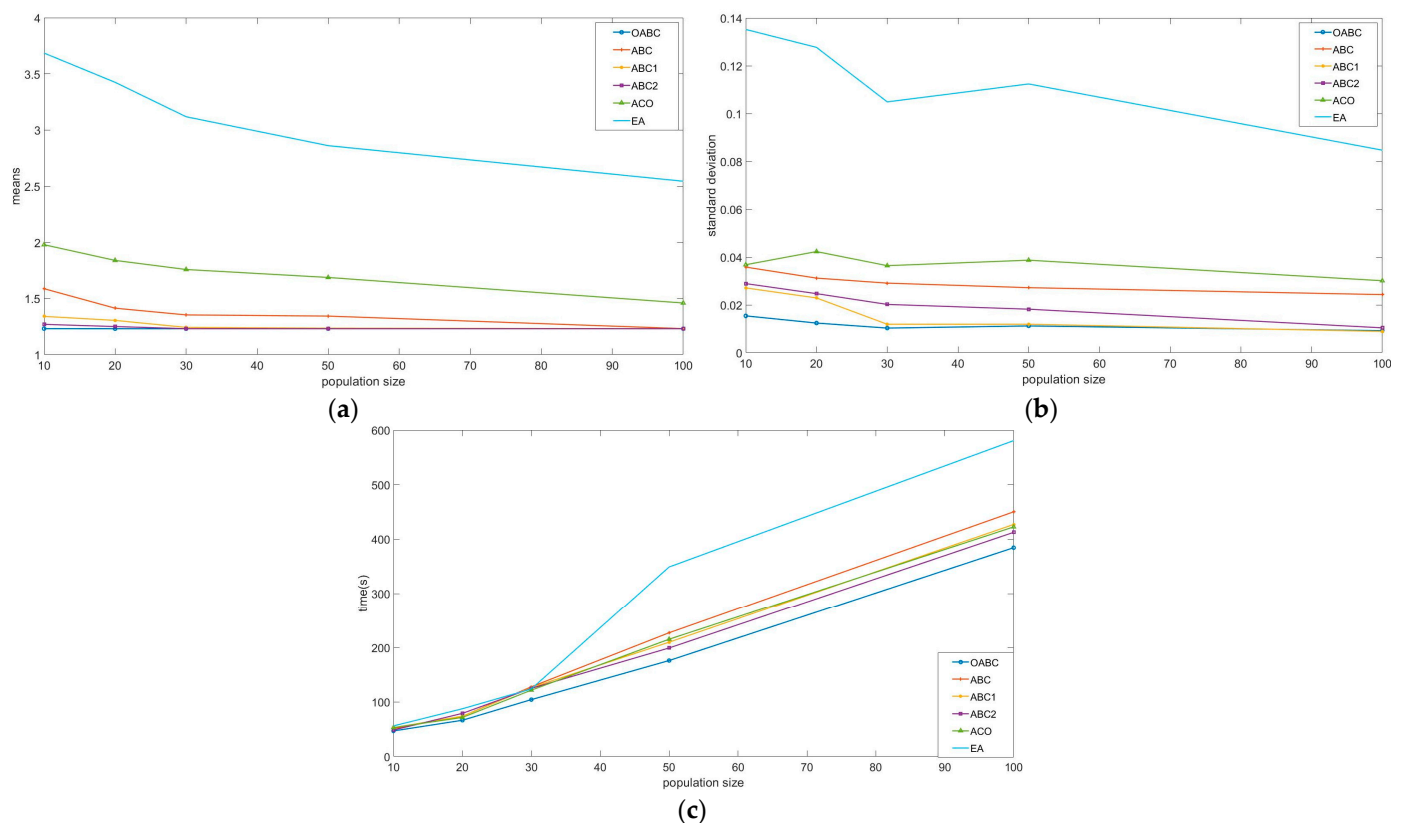 4
3.5
3
2.5
2
1.5
1
means
10 20 30 40 50 60 70 80 90 100
population size
OABC
ABC
ABC1
ABC2
ACO
EA
(a)
0.14
0.12
0.1
0.08
0.06
0.04
0.02
0
standard deviation
10 20 30 40 50 60 70 80 90 100
population size
OABC
ABC
ABC1
ABC2
ACO
EA
(b)
600
500
400
300
200
100
0
time(s)
10 20 30 40 50 60 70 80 90 100
population size
OABC
ABC
ABC1
ABC2
ACO
EA
(c)